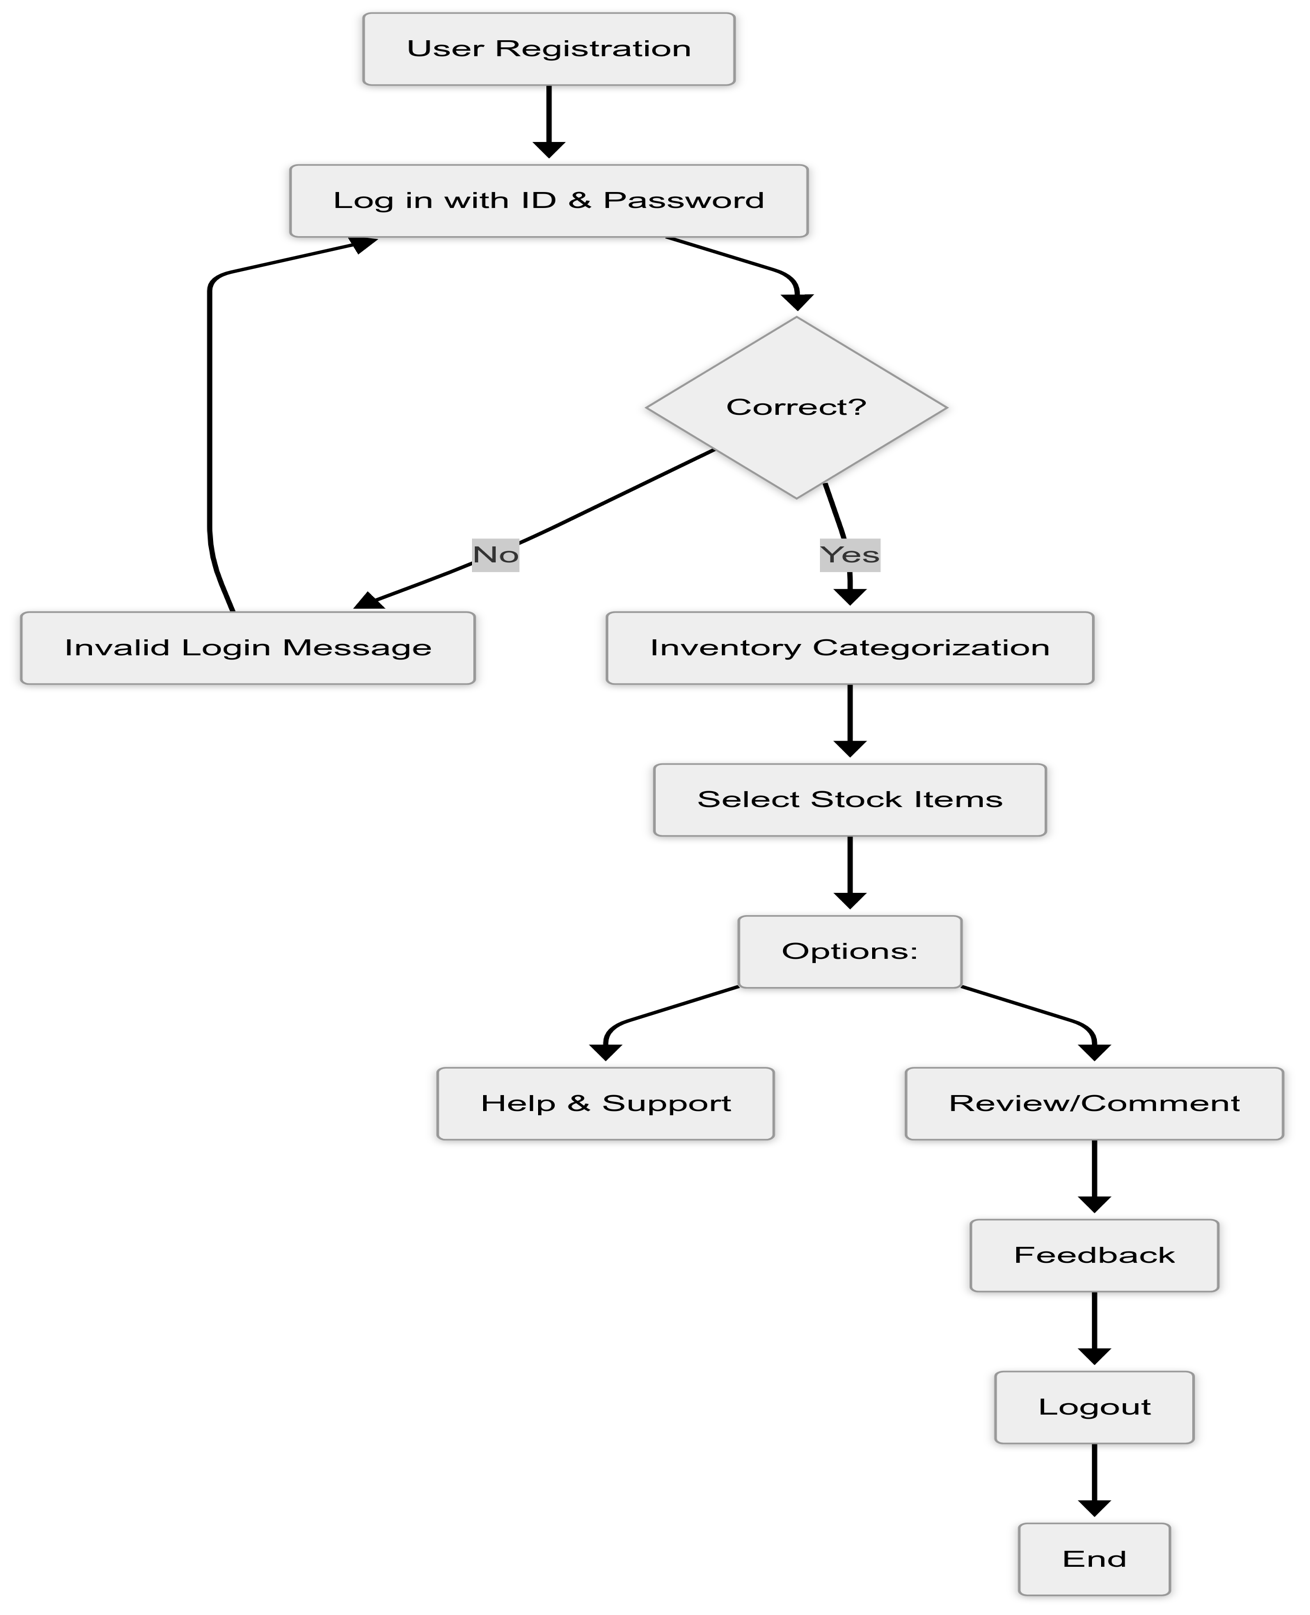 User Registration
Log in with ID & Password
Correct?
No
Yes
Invalid Login Message
Inventory Categorization
Select Stock Items
Options:
Help & Support
Review/Comment
Feedback
Logout
End